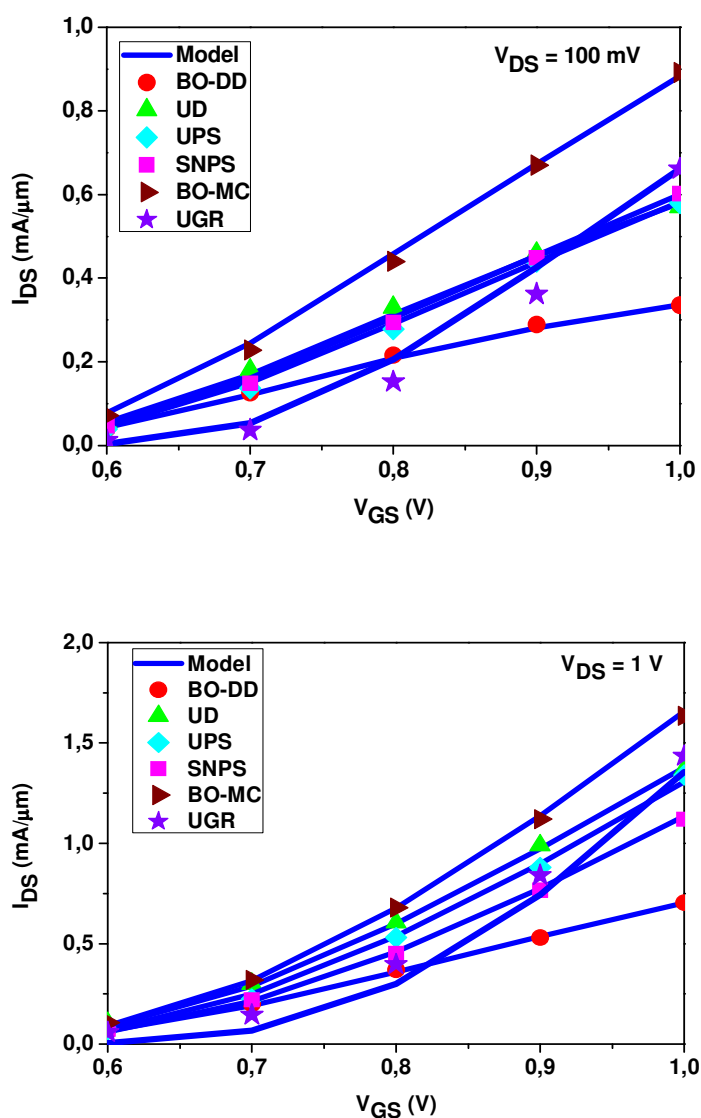 1,0
0,8
0,6
0,4
0,2
0,0
I_DS (mA/μm)
Model
BO-DD
UD
UPS
SNPS
BO-MC
UGR
V_DS = 100 mV
0,6 0,7 0,8 0,9 1,0
V_GS (V)
2,0
1,5
1,0
0,5
0,0
I_DS (mA/μm)
Model
BO-DD
UD
UPS
SNPS
BO-MC
UGR
V_DS = 1 V
0,6 0,7 0,8 0,9 1,0
V_GS (V)